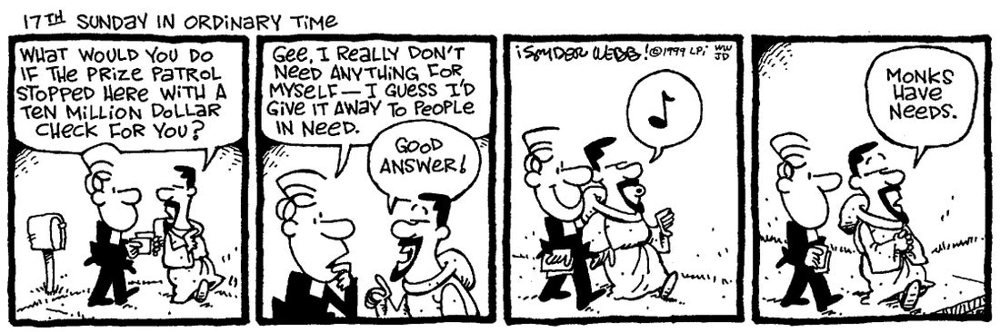 17TH SUNDAY IN ORDINARY TIME
WHAT WOULD YOU DO
IF THE PRIZE PATROL
STOPPED HERE WITH A
TEN MILLION DOLLAR
CHECK FOR YOU?
GEE, I REALLY DON'T
NEED ANYTHING FOR
MYSELF— I GUESS I'D
GIVE IT AWAY TO PEOPLE
IN NEED.
GOOD
ANSWER!
WEBB! ©1999 LPi WW
JD
MONKS
HAVE
NEEDS.